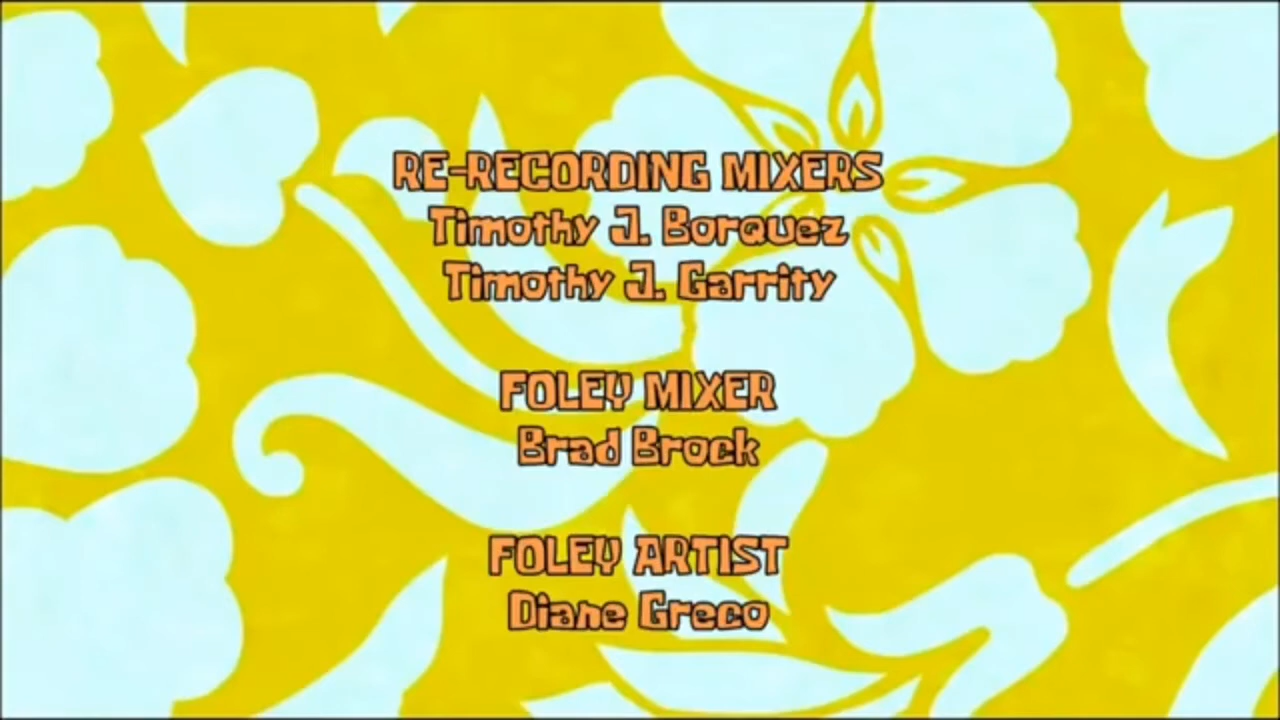 RE-RECORDING MIXERS
Timothy J. Borquez
Timothy J. Garrity
FOLEY MIXER
Brad Brock
FOLEY ARTIST
Diane Greco